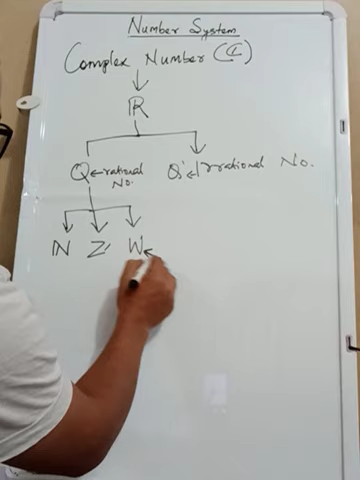 Number System
Complex Number (ℂ)
ℝ
Q ← rational No.
Q' ← Irrational No.
N Z W ←